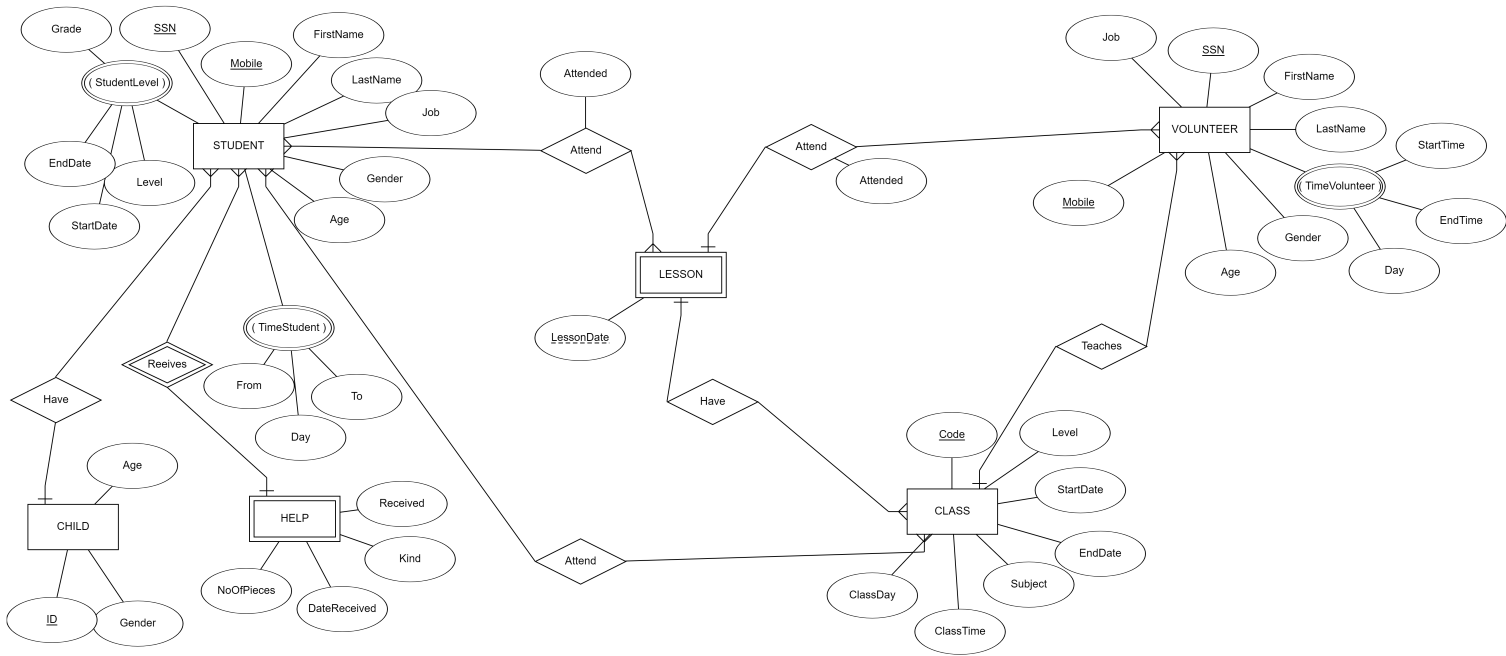 Grade
SSN
FirstName
Mobile
( StudentLevel )
LastName
Job
STUDENT
EndDate
Level
Gender
StartDate
Age
Attended
Attend
Attend
Attended
Job
SSN
FirstName
VOLUNTEER
LastName
StartTime
( TimeVolunteer )
Mobile
EndTime
Gender
Age
Day
LESSON
LessonDate
( TimeStudent )
Reeives
From
To
Have
Day
Teaches
Have
Code
Level
Age
StartDate
Received
CLASS
CHILD
HELP
Kind
EndDate
Attend
NoOfPieces
Subject
DateReceived
ClassDay
ID
Gender
ClassTime